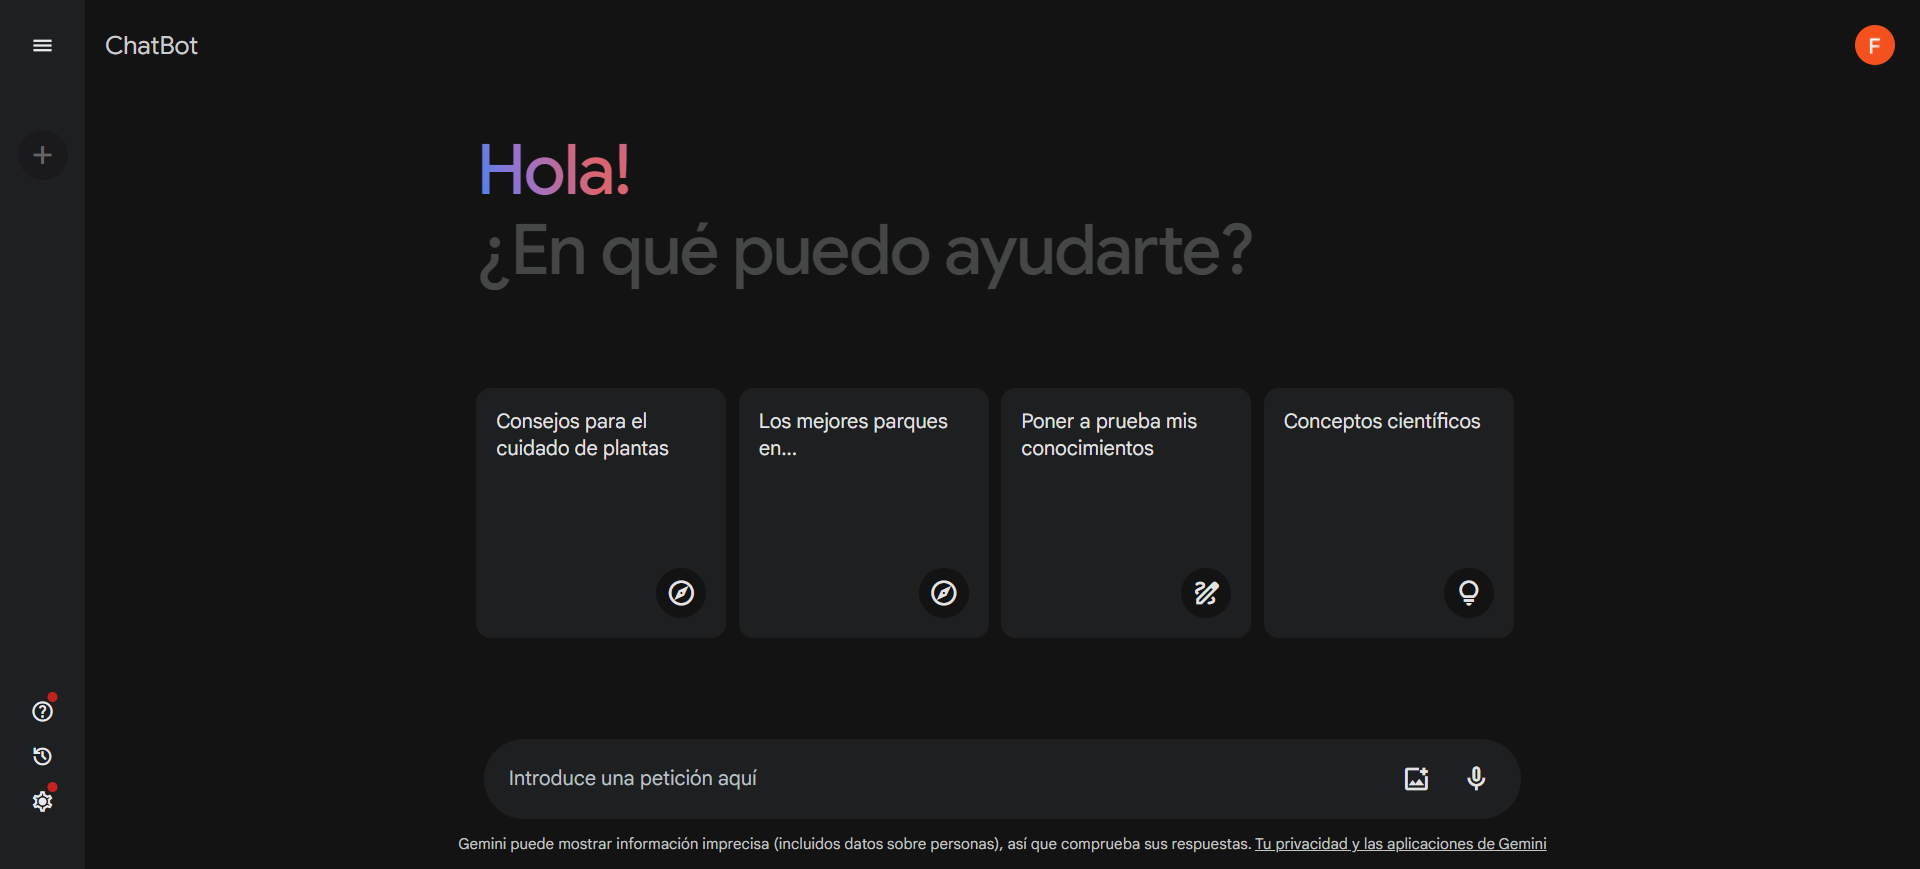 ChatBot
F
Hola!
¿En qué puedo ayudarte?
Consejos para el
cuidado de plantas
Los mejores parques
en...
Poner a prueba mis
conocimientos
Conceptos científicos
Introduce una petición aquí
Gemini puede mostrar información imprecisa (incluidos datos sobre personas), así que comprueba sus respuestas. Tu privacidad y las aplicaciones de Gemini